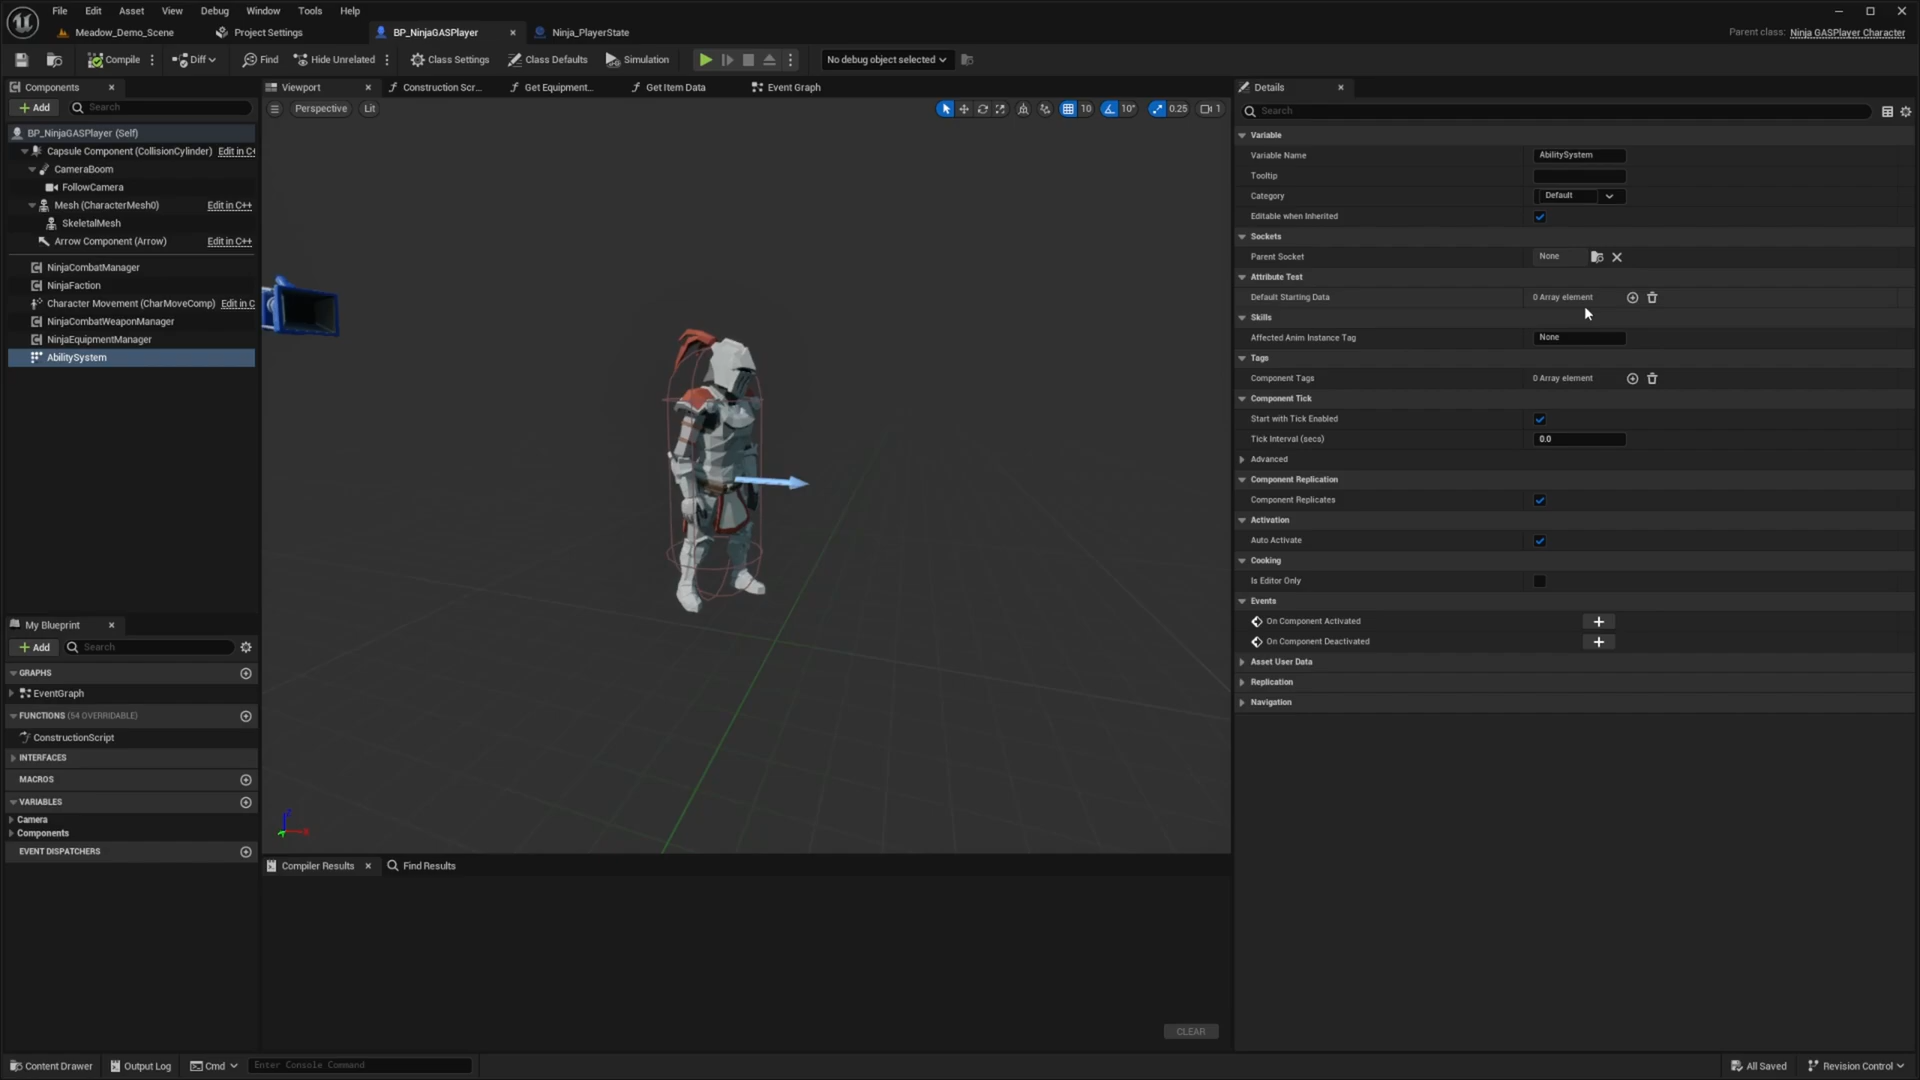 File Edit Asset View Debug Window Tools Help
Meadow_Demo_Scene Project Settings BP_NinjaGASPlayer Ninja_PlayerState
Parent class: Ninja GASPlayer Character
Compile Diff Find Hide Unrelated Class Settings Class Defaults Simulation No debug object selected
Components
Add Search
BP_NinjaGASPlayer (Self)
Capsule Component (CollisionCylinder) Edit in C+
CameraBoom
FollowCamera
Mesh (CharacterMesh0) Edit in C++
SkeletalMesh
Arrow Component (Arrow) Edit in C++
NinjaCombatManager
NinjaFaction
Character Movement (CharMoveComp) Edit in C
NinjaCombatWeaponManager
NinjaEquipmentManager
AbilitySystem
My Blueprint
Add Search
GRAPHS
EventGraph
FUNCTIONS (54 OVERRIDABLE)
ConstructionScript
INTERFACES
MACROS
VARIABLES
Camera
Components
EVENT DISPATCHERS
Viewport Construction Scr... Get Equipment... Get Item Data Event Graph
Perspective Lit 10 10° 0.25 1
Z
Compiler Results Find Results
CLEAR
Details
Search
Variable
Variable Name AbilitySystem
Tooltip
Category Default
Editable when Inherited
Sockets
Parent Socket None
Attribute Test
Default Starting Data 0 Array element
Skills
Affected Anim Instance Tag None
Tags
Component Tags 0 Array element
Component Tick
Start with Tick Enabled
Tick Interval (secs) 0.0
Advanced
Component Replication
Component Replicates
Activation
Auto Activate
Cooking
Is Editor Only
Events
On Component Activated
On Component Deactivated
Asset User Data
Replication
Navigation
Content Drawer Output Log Cmd Enter Console Command All Saved Revision Control